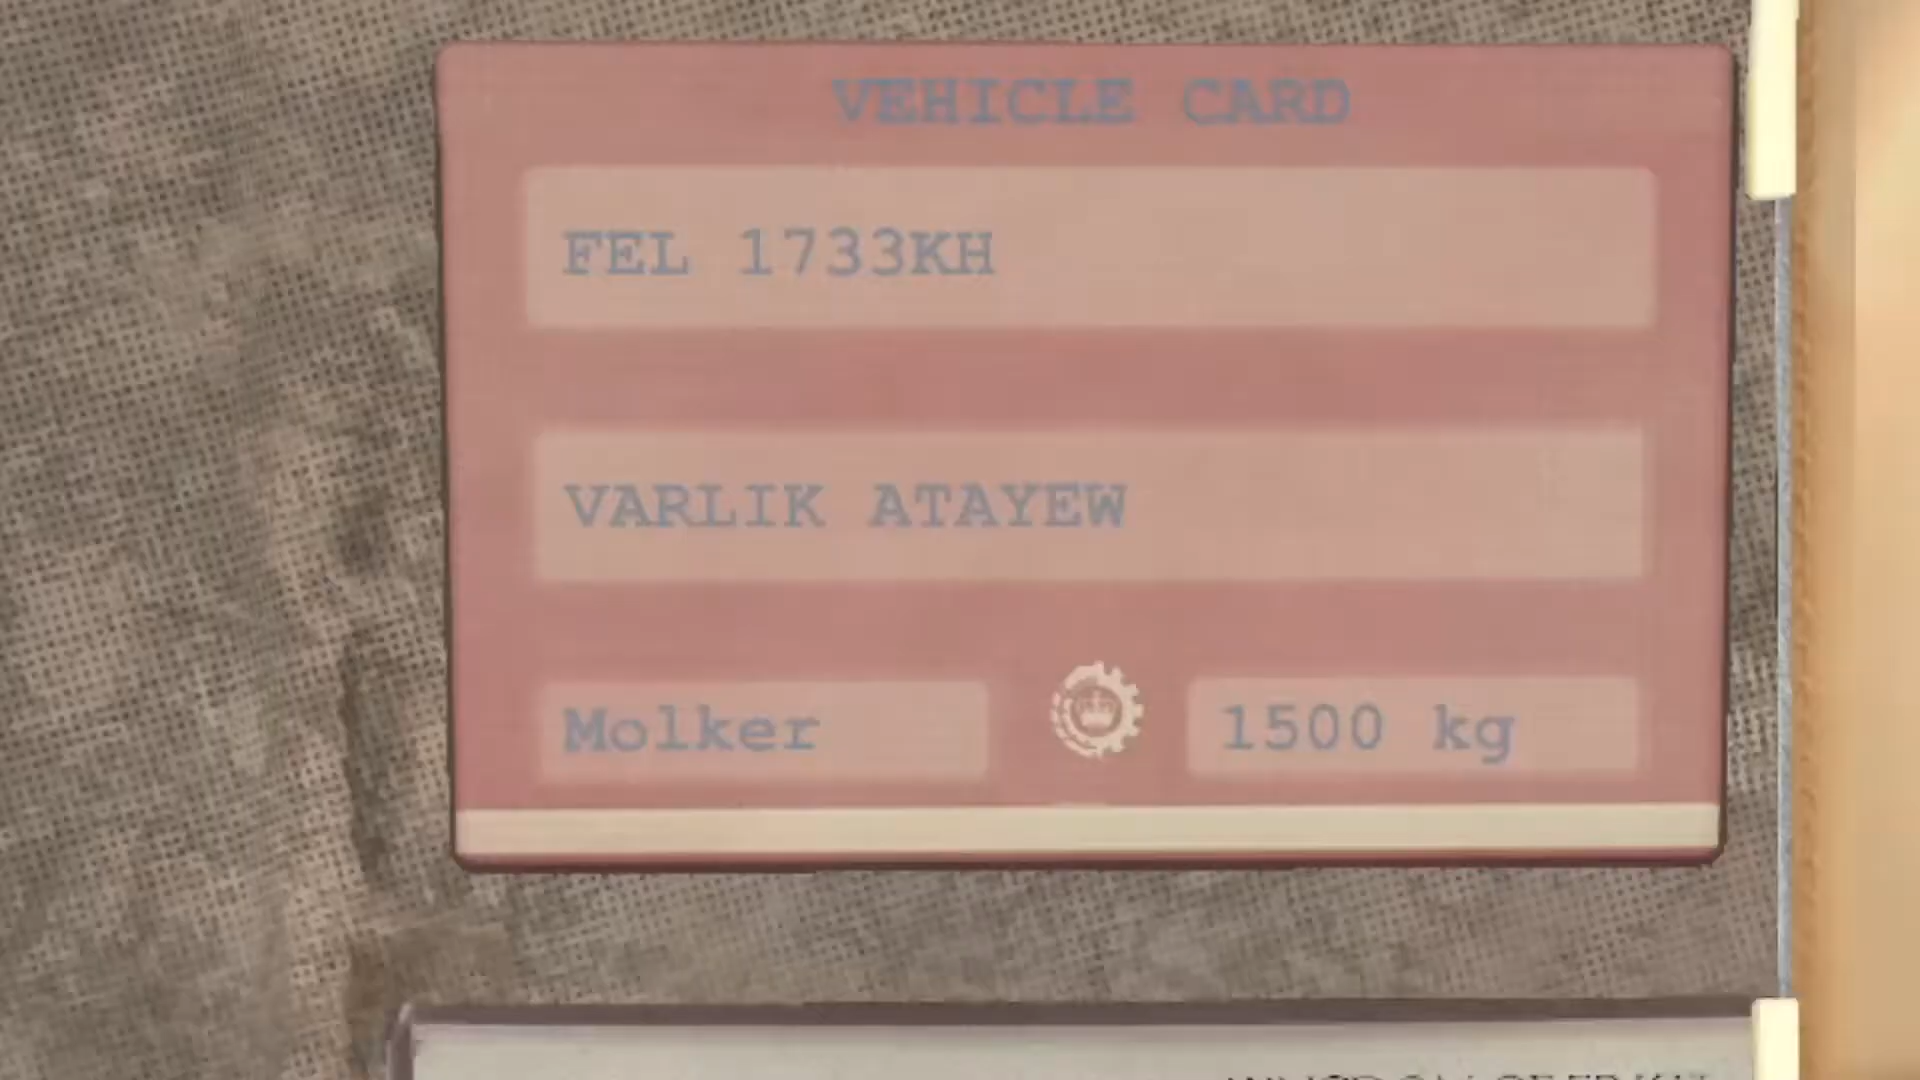 VEHICLE CARD
FEL 1733KH
VARLIK ATAYEW
Molker
1500 kg